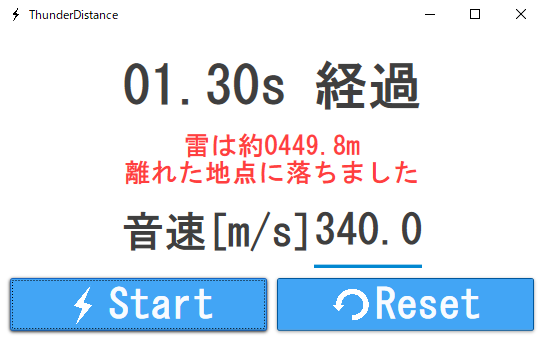 ThunderDistance
01.30s 経過
雷は約0449.8m
離れた地点に落ちました
音速[m/s]340.0
Start
Reset